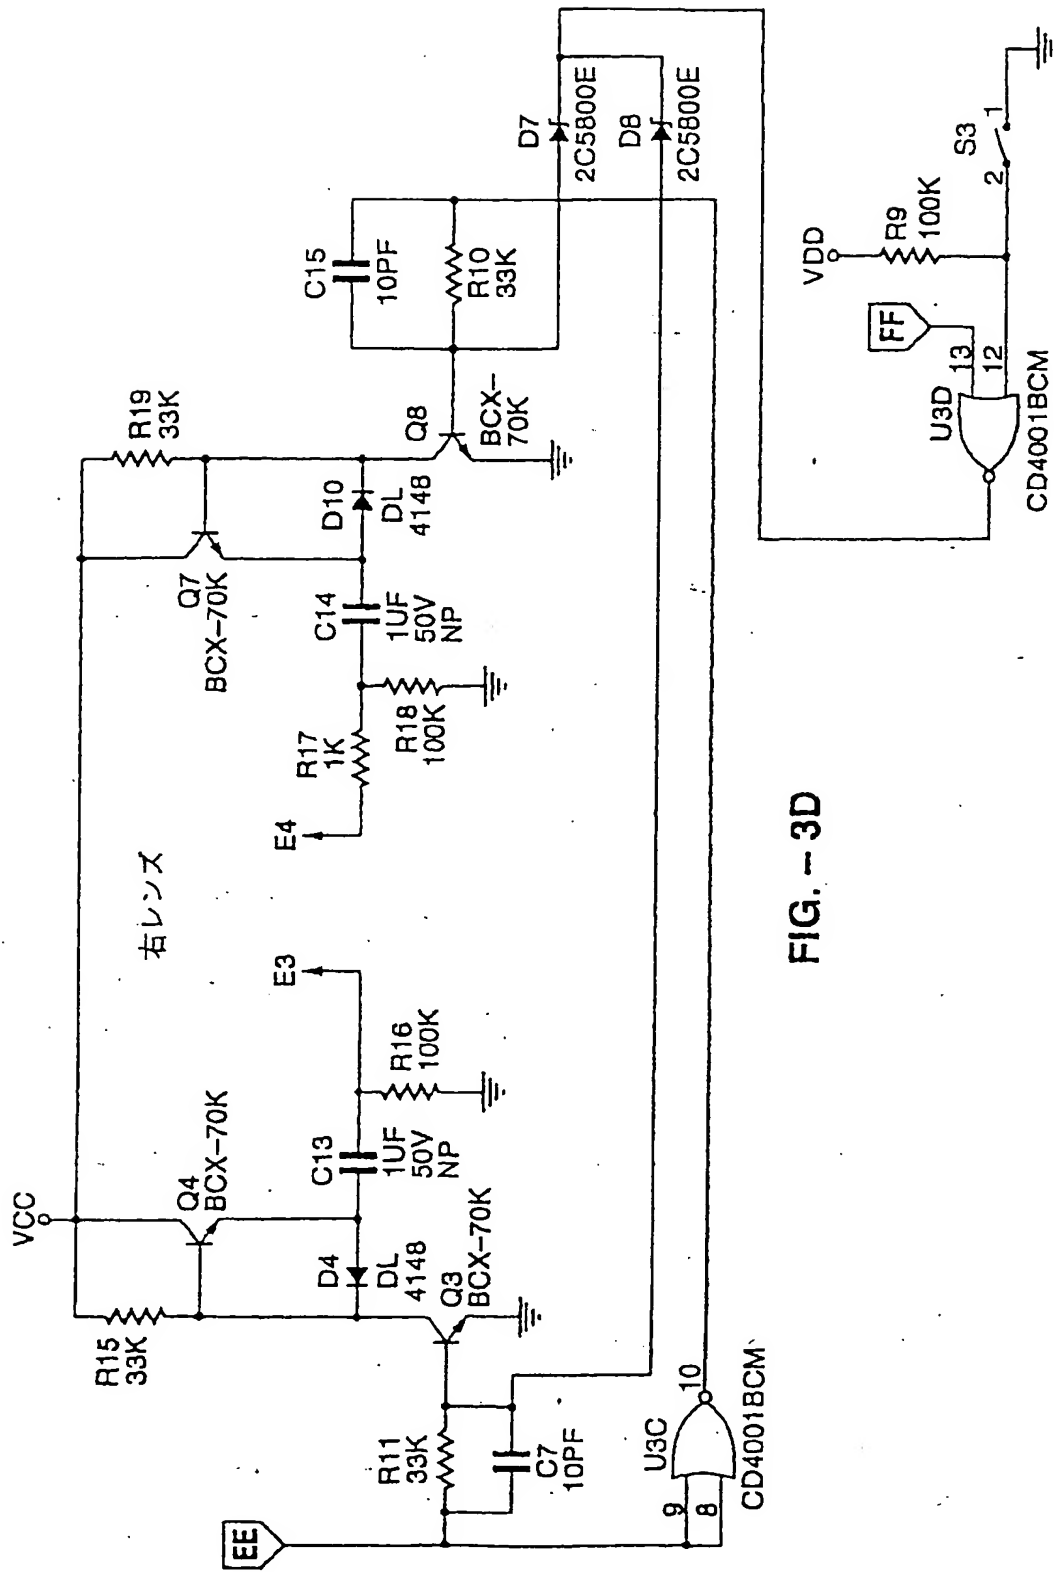 VCC
R15
33K
Q4
BCX-70K
D4
DL
4148
Q3
BCX-70K
C13
1UF
50V
NP
R16
100K
E3
右レンズ
E4
R17
1K
R18
100K
C14
1UF
50V
NP
Q7
BCX-70K
R19
33K
D10
DL
4148
Q8
BCX-
70K
C15
10PF
R10
33K
D7
2C5800E
D8
2C5800E
EE
R11
33K
C7
10PF
U3C
9
8
10
CD4001BCM
VDD
R9
100K
S3
2
1
FF
13
12
U3D
CD4001BCM
FIG. - 3D